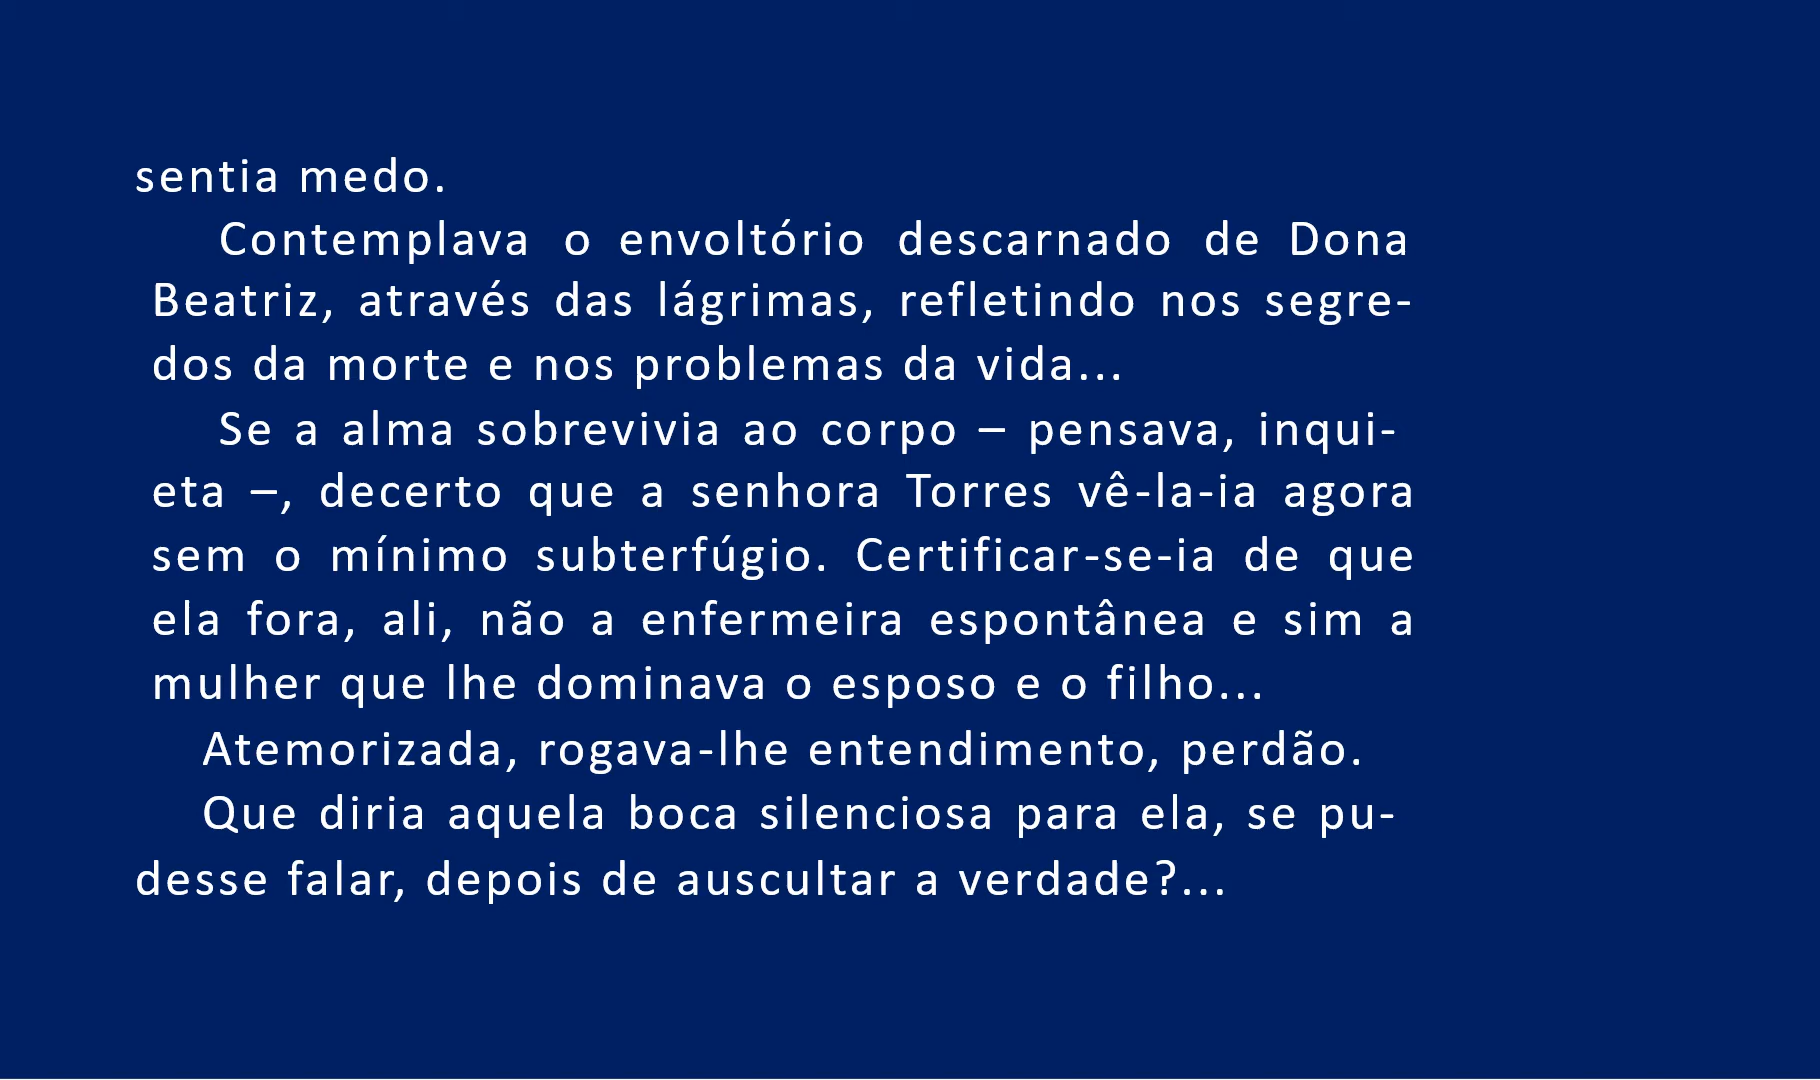 sentia medo.
Contemplava o envoltório descarnado de Dona
Beatriz, através das lágrimas, refletindo nos segre-
dos da morte e nos problemas da vida...
Se a alma sobrevivia ao corpo – pensava, inqui-
eta –, decerto que a senhora Torres vê-la-ia agora
sem o mínimo subterfúgio. Certificar-se-ia de que
ela fora, ali, não a enfermeira espontânea e sim a
mulher que lhe dominava o esposo e o filho...
Atemorizada, rogava-lhe entendimento, perdão.
Que diria aquela boca silenciosa para ela, se pu-
desse falar, depois de auscultar a verdade?...